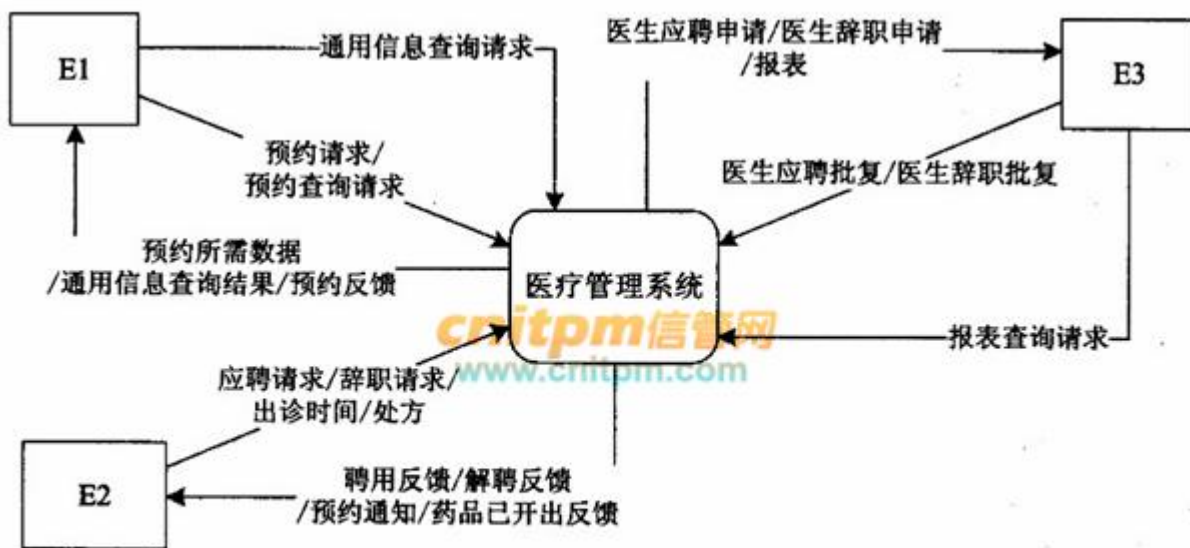 E1
通用信息查询请求
医生应聘申请/医生辞职申请
/报表
E3
预约请求/
预约查询请求
医生应聘批复/医生辞职批复
预约所需数据
/通用信息查询结果/预约反馈
医疗管理系统
cnitpm信管网
www.cnitpm.com
报表查询请求
应聘请求/辞职请求/
出诊时间/处方
E2
聘用反馈/解聘反馈
/预约通知/药品已开出反馈